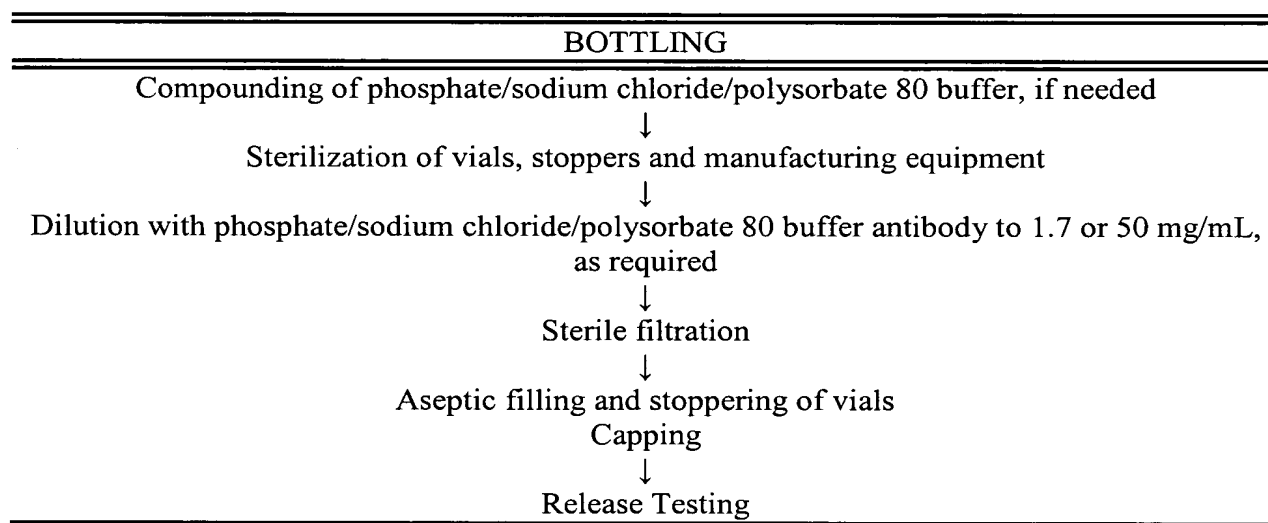 BOTTLING
Compounding of phosphate/sodium chloride/polysorbate 80 buffer, if needed
↓
Sterilization of vials, stoppers and manufacturing equipment
↓
Dilution with phosphate/sodium chloride/polysorbate 80 buffer antibody to 1.7 or 50 mg/mL,
as required
↓
Sterile filtration
↓
Aseptic filling and stoppering of vials
Capping
↓
Release Testing